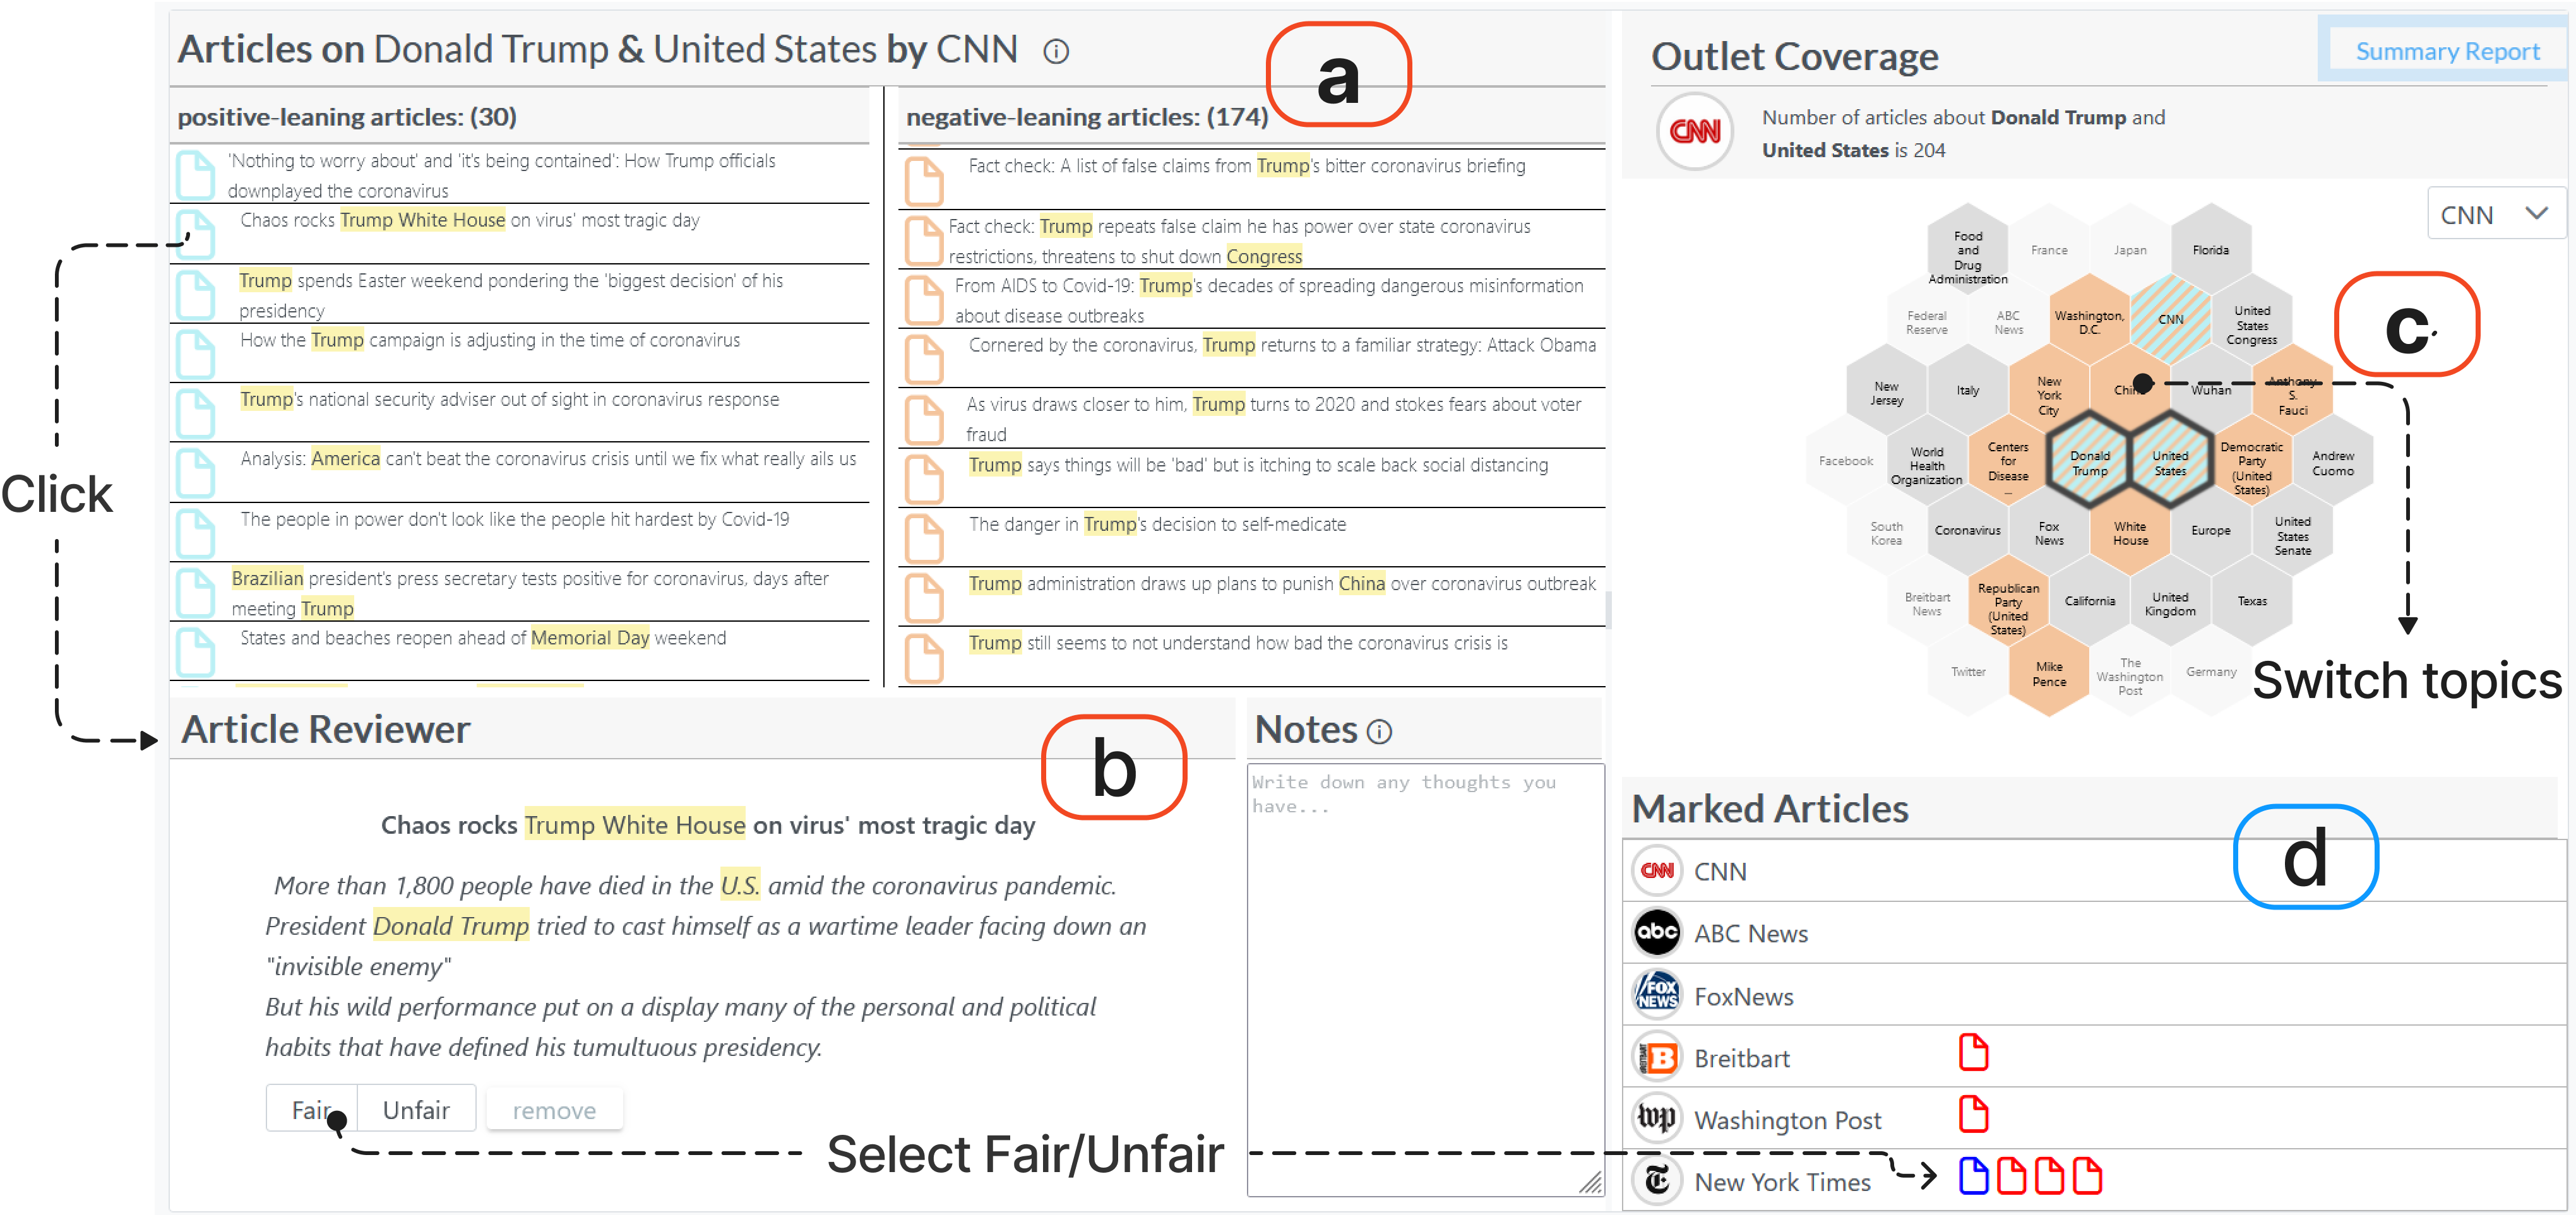 Articles on Donald Trump & United States by CNN
a
positive-leaning articles: (30)
'Nothing to worry about' and 'it's being contained': How Trump officials
downplayed the coronavirus
Chaos rocks Trump White House on virus' most tragic day
Trump spends Easter weekend pondering the 'biggest decision' of his
presidency
How the Trump campaign is adjusting in the time of coronavirus
Trump's national security adviser out of sight in coronavirus response
Analysis: America can't beat the coronavirus crisis until we fix what really ails us
The people in power don't look like the people hit hardest by Covid-19
Brazilian president's press secretary tests positive for coronavirus, days after
meeting Trump
States and beaches reopen ahead of Memorial Day weekend
negative-leaning articles: (174)
Fact check: A list of false claims from Trump's bitter coronavirus briefing
Fact check: Trump repeats false claim he has power over state coronavirus
restrictions, threatens to shut down Congress
From AIDS to Covid-19: Trump's decades of spreading dangerous misinformation
about disease outbreaks
Cornered by the coronavirus, Trump returns to a familiar strategy: Attack Obama
As virus draws closer to him, Trump turns to 2020 and stokes fears about voter
fraud
Trump says things will be 'bad' but is itching to scale back social distancing
The danger in Trump's decision to self-medicate
Trump administration draws up plans to punish China over coronavirus outbreak
Trump still seems to not understand how bad the coronavirus crisis is
Click
Article Reviewer
b
Chaos rocks Trump White House on virus' most tragic day
More than 1,800 people have died in the U.S. amid the coronavirus pandemic.
President Donald Trump tried to cast himself as a wartime leader facing down an
"invisible enemy"
But his wild performance put on a display many of the personal and political
habits that have defined his tumultuous presidency.
Fair
Unfair
remove
Select Fair/Unfair
Notes
Write down any thoughts you
have...
Outlet Coverage
Summary Report
CNN
Number of articles about Donald Trump and
United States is 204
CNN
c
Food
and
Drug
Administration
France
Japan
Florida
Federal
Reserve
ABC
News
Washington,
D.C.
CNN
United
States
Congress
New
Jersey
Italy
New
York
City
China
Wuhan
Anthony
S.
Fauci
Facebook
World
Health
Organization
Centers
for
Disease
...
Donald
Trump
United
States
Democratic
Party
(United
States)
Andrew
Cuomo
South
Korea
Coronavirus
Fox
News
White
House
Europe
United
States
Senate
Breitbart
News
Republican
Party
(United
States)
California
United
Kingdom
Texas
Twitter
Mike
Pence
The
Washington
Post
Germany
Switch topics
Marked Articles
d
CNN
CNN
abc
ABC News
FOX
NEWS
FoxNews
BREITBART
B
Breitbart
wp
Washington Post
T
New York Times